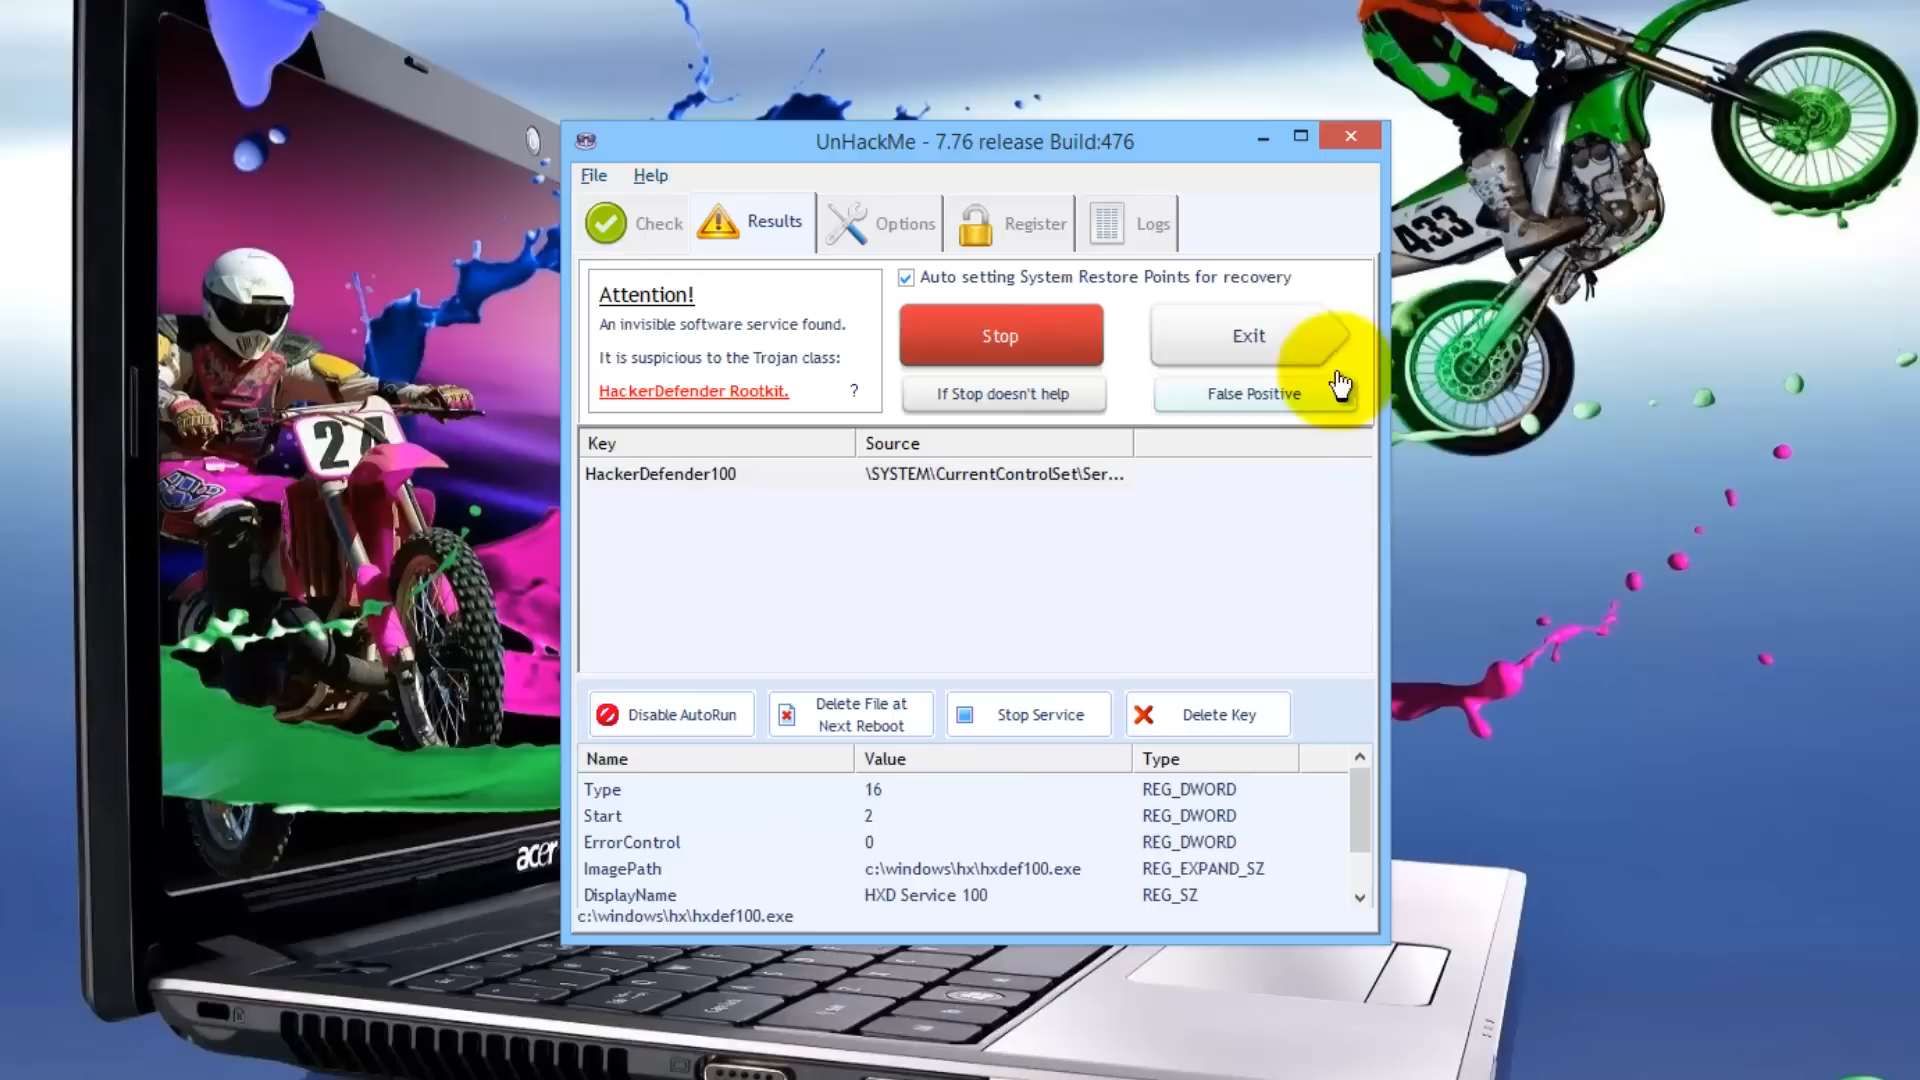 UnHackMe - 7.76 release Build:476
File Help
Check Results Options Register Logs
Attention!
An invisible software service found.
It is suspicious to the Trojan class:
HackerDefender Rootkit. ?
Auto setting System Restore Points for recovery
Stop Exit
If Stop doesn't help False Positive
Key Source
HackerDefender100 \SYSTEM\CurrentControlSet\Ser...
Disable AutoRun
Delete File at
Next Reboot
Stop Service
Delete Key
Name Value Type
Type 16 REG_DWORD
Start 2 REG_DWORD
ErrorControl 0 REG_DWORD
ImagePath c:\windows\hx\hxdef100.exe REG_EXPAND_SZ
DisplayName HXD Service 100 REG_SZ
c:\windows\hx\hxdef100.exe
433
acer